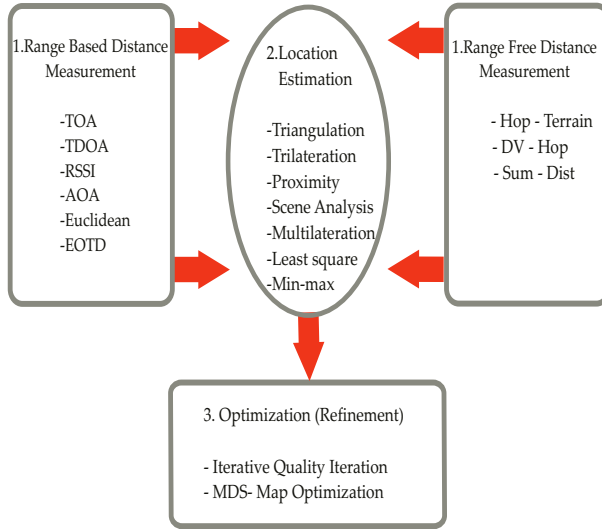 1.Range Based Distance
Measurement
-TOA
-TDOA
-RSSI
-AOA
-Euclidean
-EOTD
2.Location
Estimation
-Triangulation
-Trilateration
-Proximity
-Scene Analysis
-Multilateration
-Least square
-Min-max
1.Range Free Distance
Measurement
- Hop - Terrain
- DV - Hop
- Sum - Dist
3. Optimization (Refinement)
- Iterative Quality Iteration
- MDS- Map Optimization